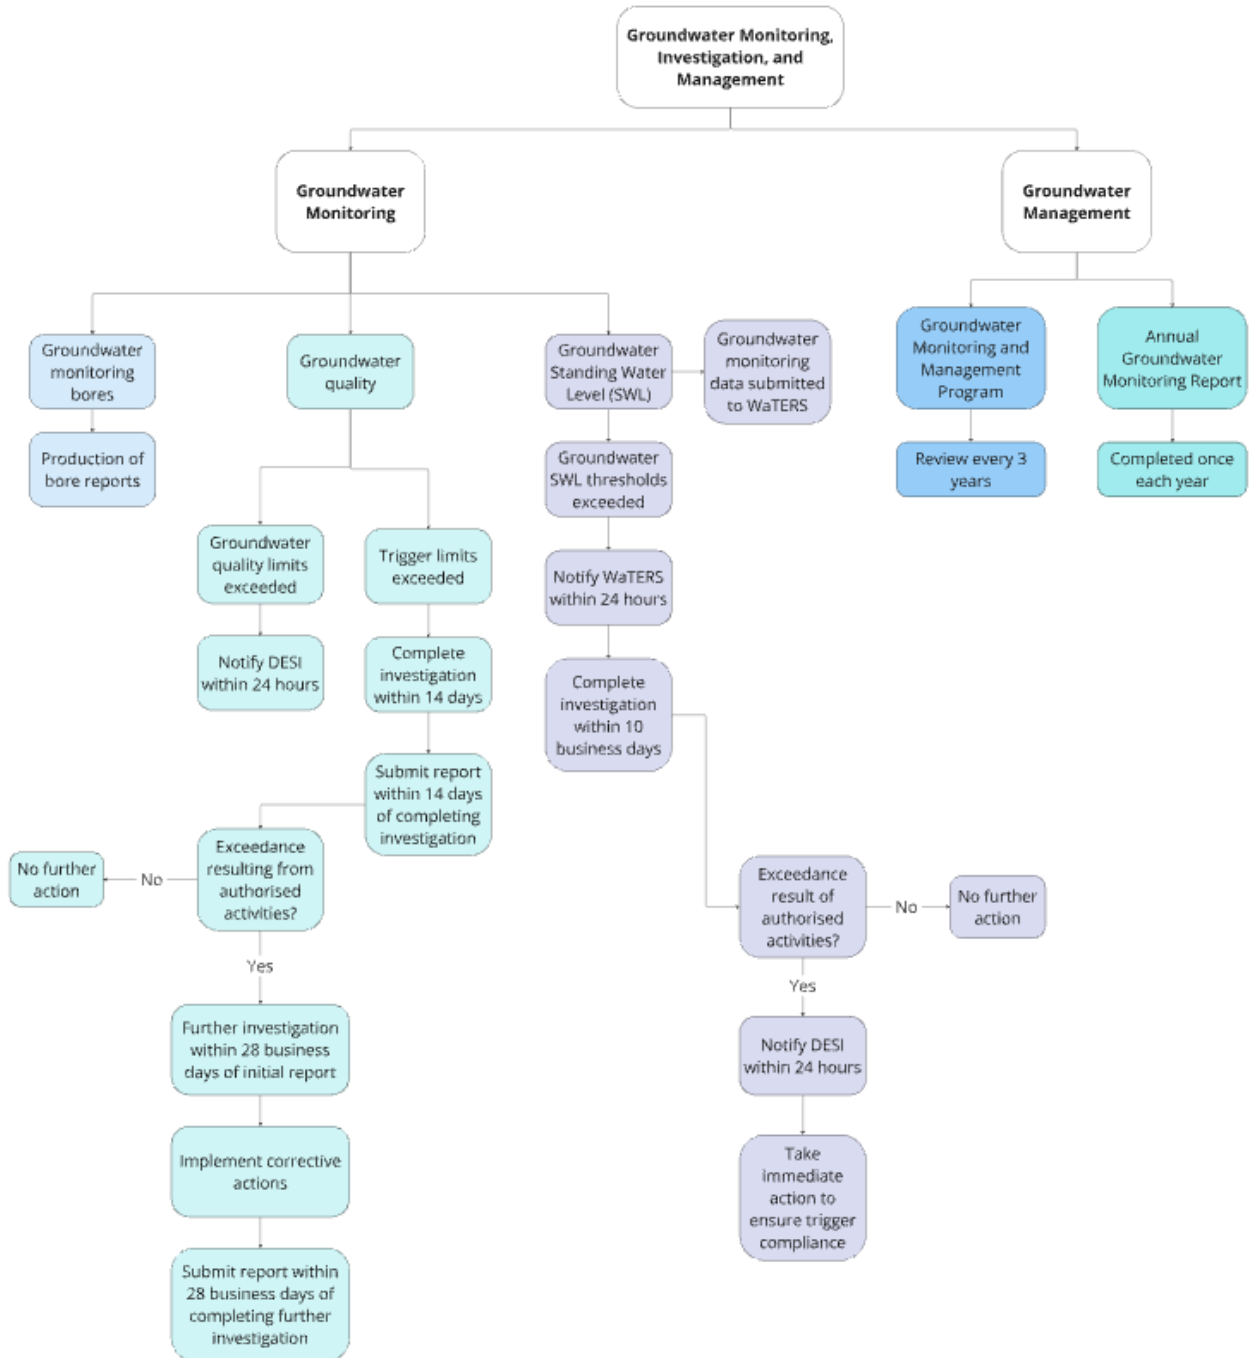 Groundwater Monitoring,
Investigation, and
Management
Groundwater
Monitoring
Groundwater
Management
Groundwater
monitoring
bores
Production of
bore reports
Groundwater
quality
Groundwater
quality limits
exceeded
Notify DESI
within 24 hours
Trigger limits
exceeded
Complete
investigation
within 14 days
Submit report
within 14 days
of completing
investigation
Exceedance
resulting from
authorised
activities?
No
No further
action
Yes
Further investigation
within 28 business
days of initial report
Implement corrective
actions
Submit report within
28 business days of
completing further
investigation
Groundwater
Standing Water
Level (SWL)
Groundwater
monitoring
data submitted
to WaTERS
Groundwater
SWL thresholds
exceeded
Notify WaTERS
within 24 hours
Complete
investigation
within 10
business days
Exceedance
result of
authorised
activities?
No
No further
action
Yes
Notify DESI
within 24 hours
Take
immediate
action to
ensure trigger
compliance
Groundwater
Monitoring and
Management
Program
Review every 3
years
Annual
Groundwater
Monitoring Report
Completed once
each year